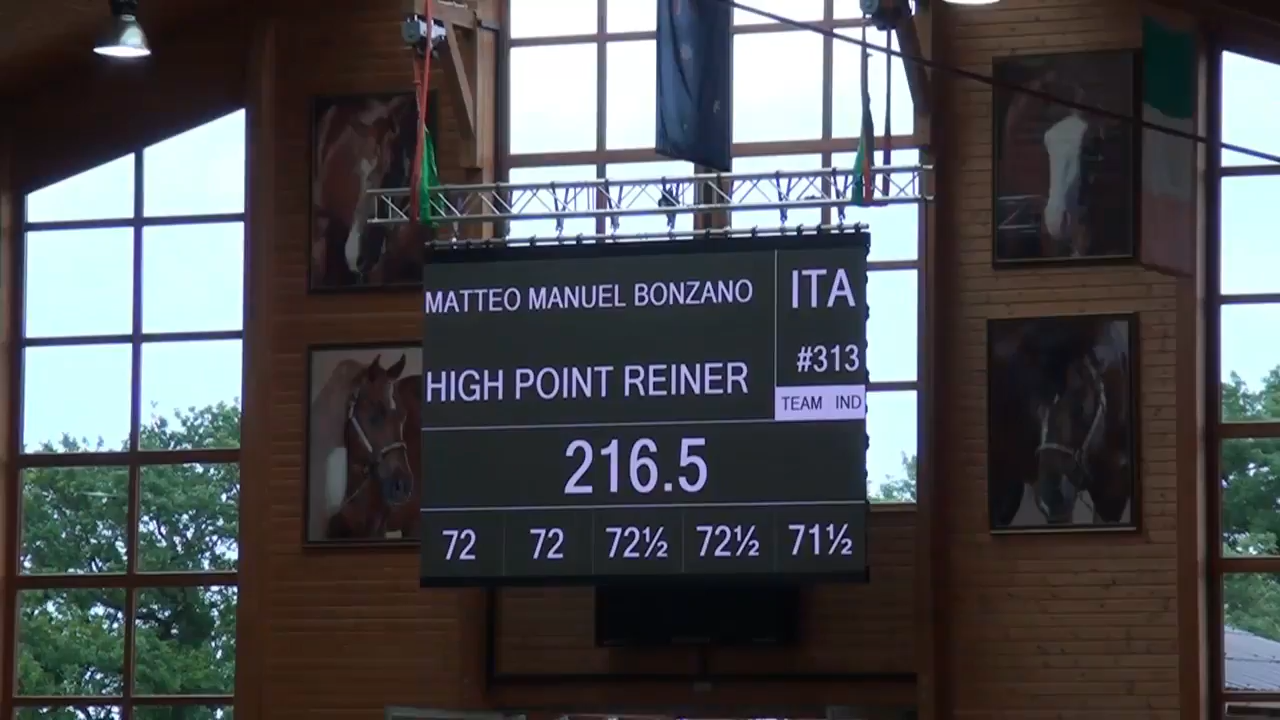 MATTEO MANUEL BONZANO
ITA
HIGH POINT REINER
#313
TEAM IND
216.5
72 72 72½ 72½ 71½